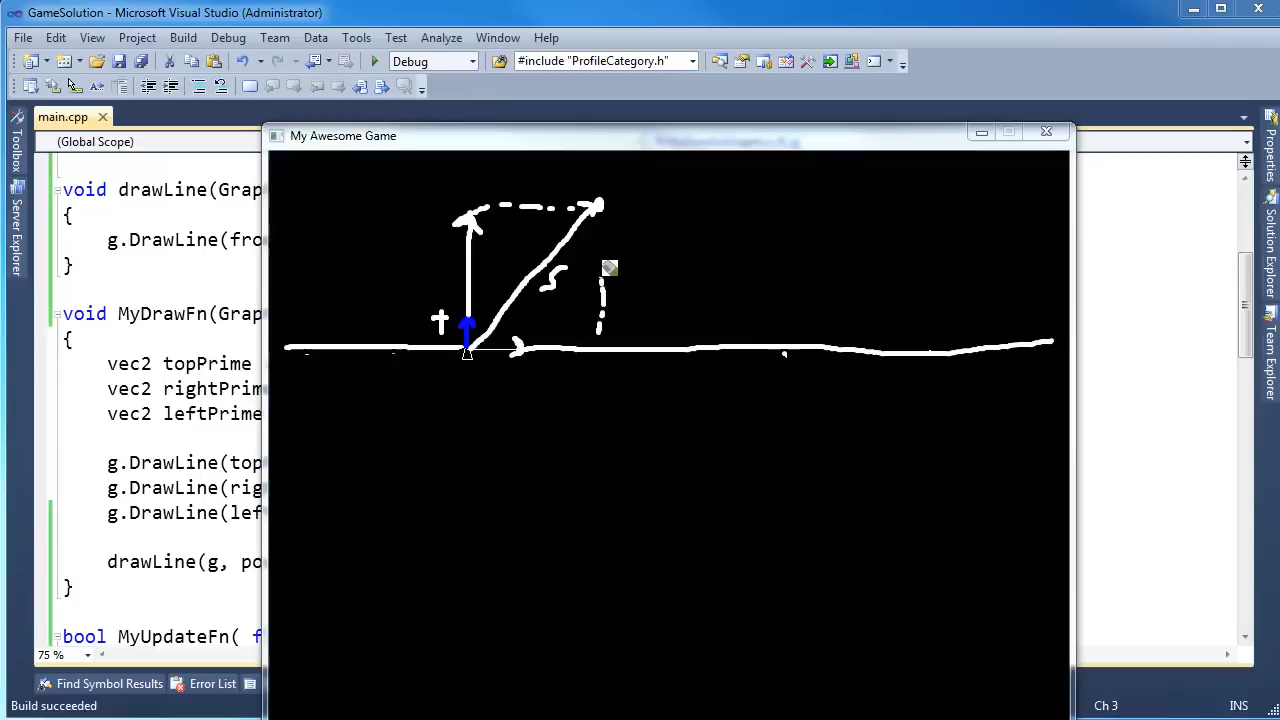 GameSolution - Microsoft Visual Studio (Administrator)
File Edit View Project Build Debug Team Data Tools Test Analyze Window Help
Debug #include "ProfileCategory.h"
main.cpp
(Global Scope)
My Awesome Game
Toolbox
Server Explorer
Properties
Solution Explorer
Team Explorer
void drawLine(Grap
{
g.DrawLine(fro
}
void MyDrawFn(Grap
{
vec2 topPrime
vec2 rightPrim
vec2 leftPrime
g.DrawLine(top
g.DrawLine(rig
g.DrawLine(lef
drawLine(g, po
}
bool MyUpdateFn( f
t
s
75 %
Find Symbol Results Error List
Build succeeded Ch 3 INS